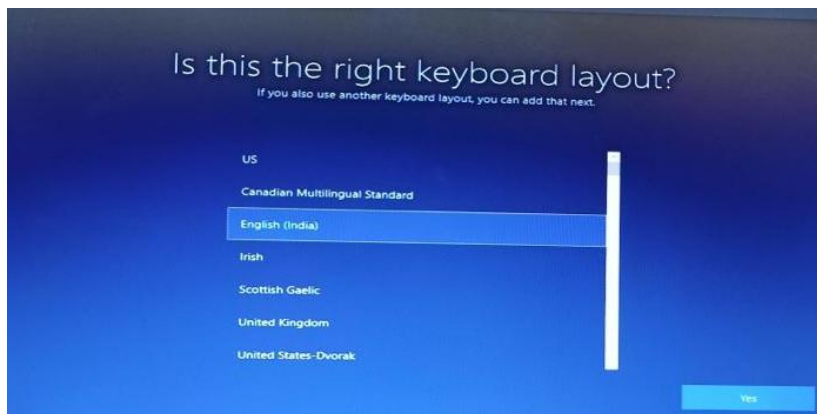 Is this the right keyboard layout?
If you also use another keyboard layout, you can add that next.
US
Canadian Multilingual Standard
English (India)
Irish
Scottish Gaelic
United Kingdom
United States-Dvorak
Yes